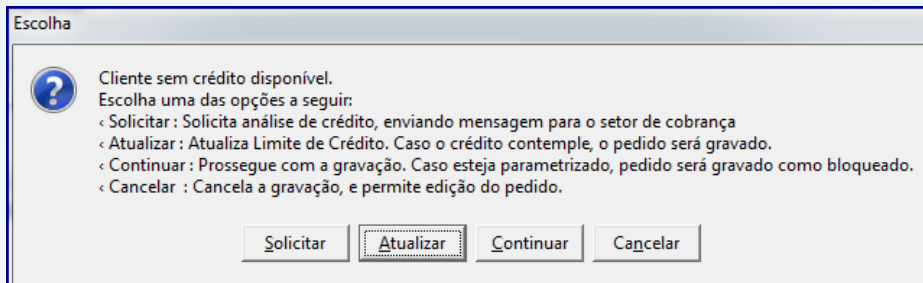 Escolha
Cliente sem crédito disponível.
Escolha uma das opções a seguir:
‹ Solicitar : Solicita análise de crédito, enviando mensagem para o setor de cobrança
‹ Atualizar : Atualiza Limite de Crédito. Caso o crédito contemple, o pedido será gravado.
‹ Continuar : Prossegue com a gravação. Caso esteja parametrizado, pedido será gravado como bloqueado.
‹ Cancelar  : Cancela a gravação, e permite edição do pedido.
Solicitar Atualizar Continuar Cancelar